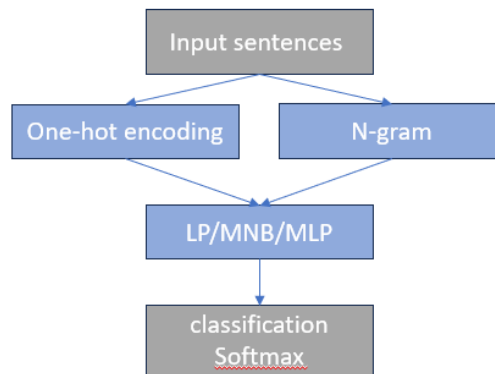 Input sentences
One-hot encoding
N-gram
LP/MNB/MLP
classification
Softmax